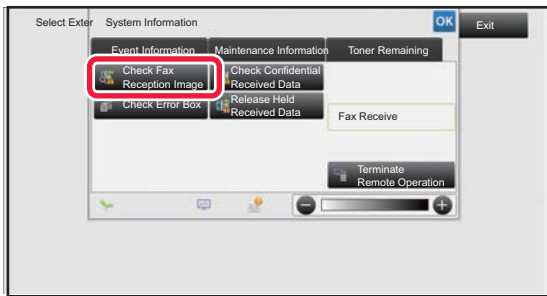 Select Exter System Information OK Exit
Event Information Maintenance Information Toner Remaining
Check Fax
Reception Image
Check Confidential
Received Data
Check Error Box
Release Held
Received Data
Fax Receive
Terminate
Remote Operation